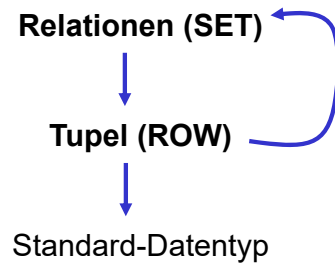 Relationen (SET)
Tupel (ROW)
Standard-Datentyp